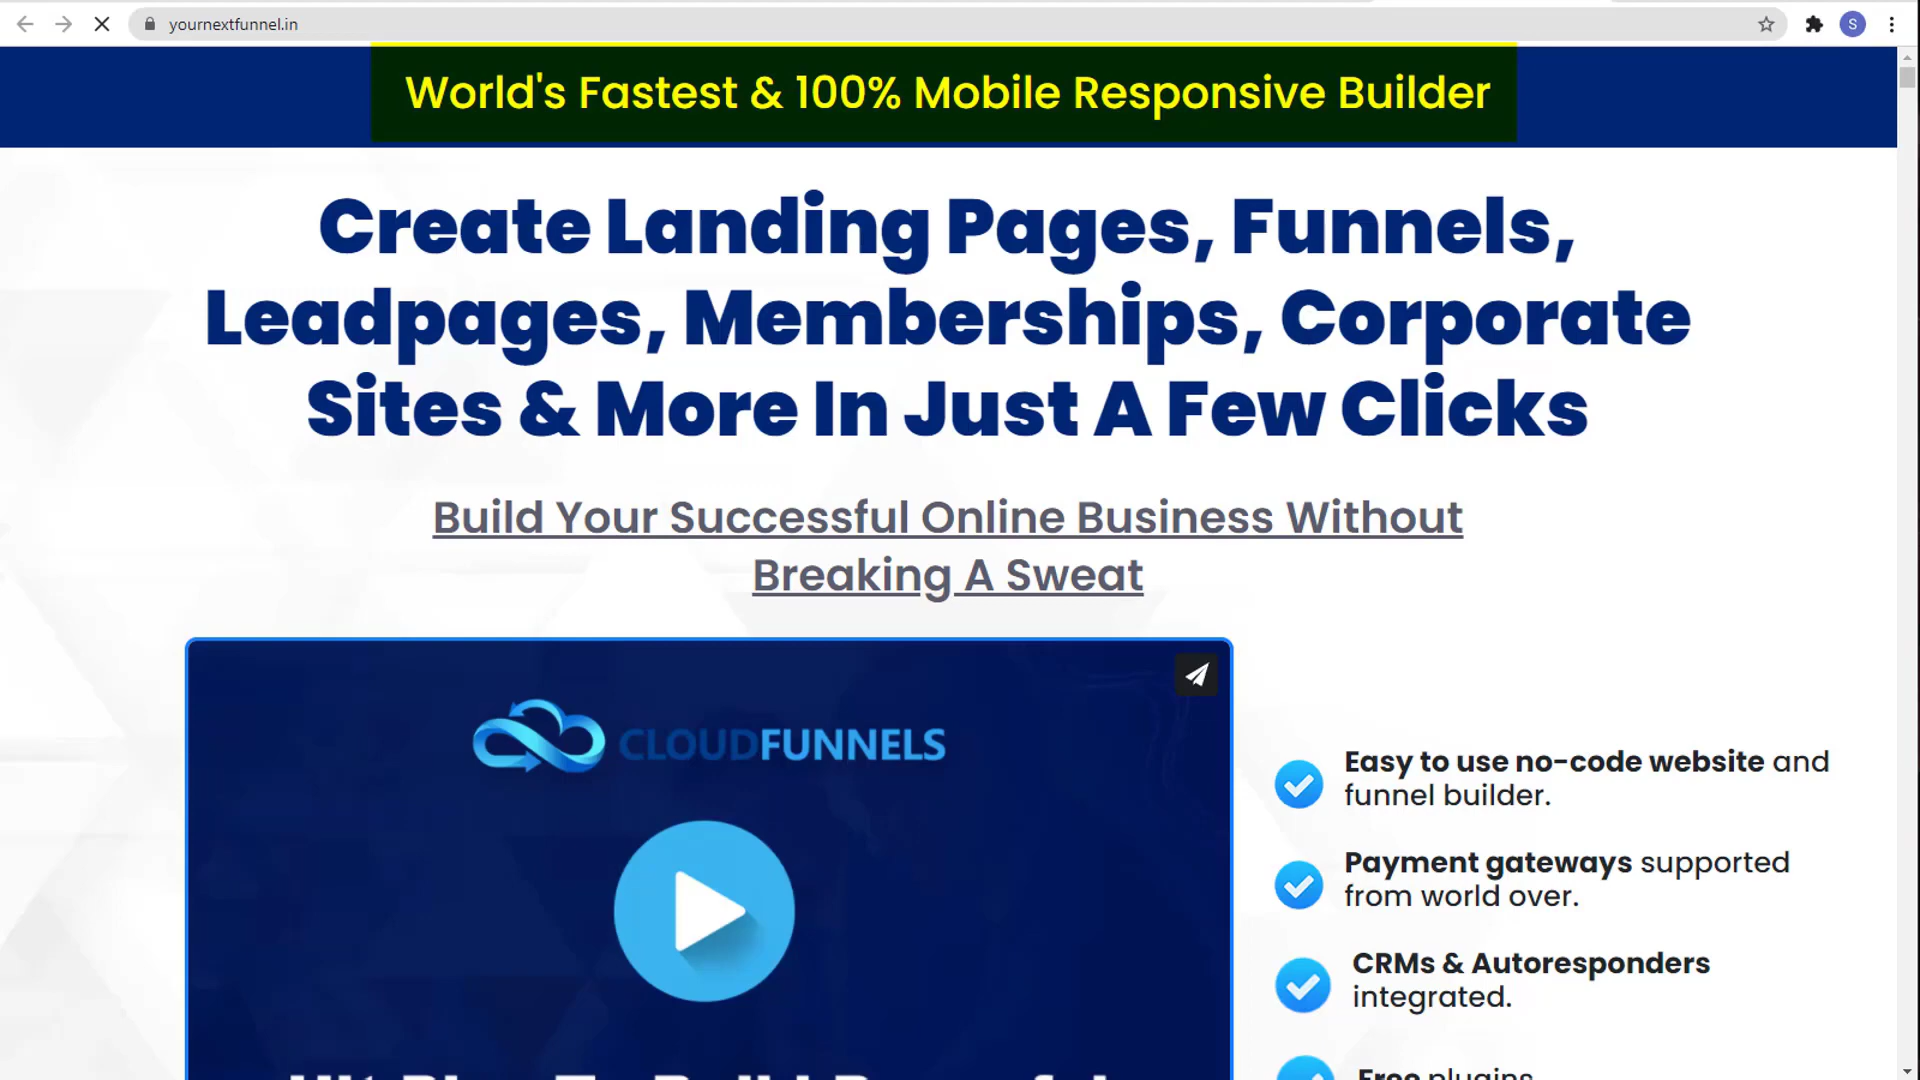 yournextfunnel.in
S
World's Fastest & 100% Mobile Responsive Builder
Create Landing Pages, Funnels,
Leadpages, Memberships, Corporate
Sites & More In Just A Few Clicks
Build Your Successful Online Business Without
Breaking A Sweat
CLOUDFUNNELS
Easy to use no-code website and
funnel builder.
Payment gateways supported
from world over.
CRMs & Autoresponders
integrated.
Free plugins